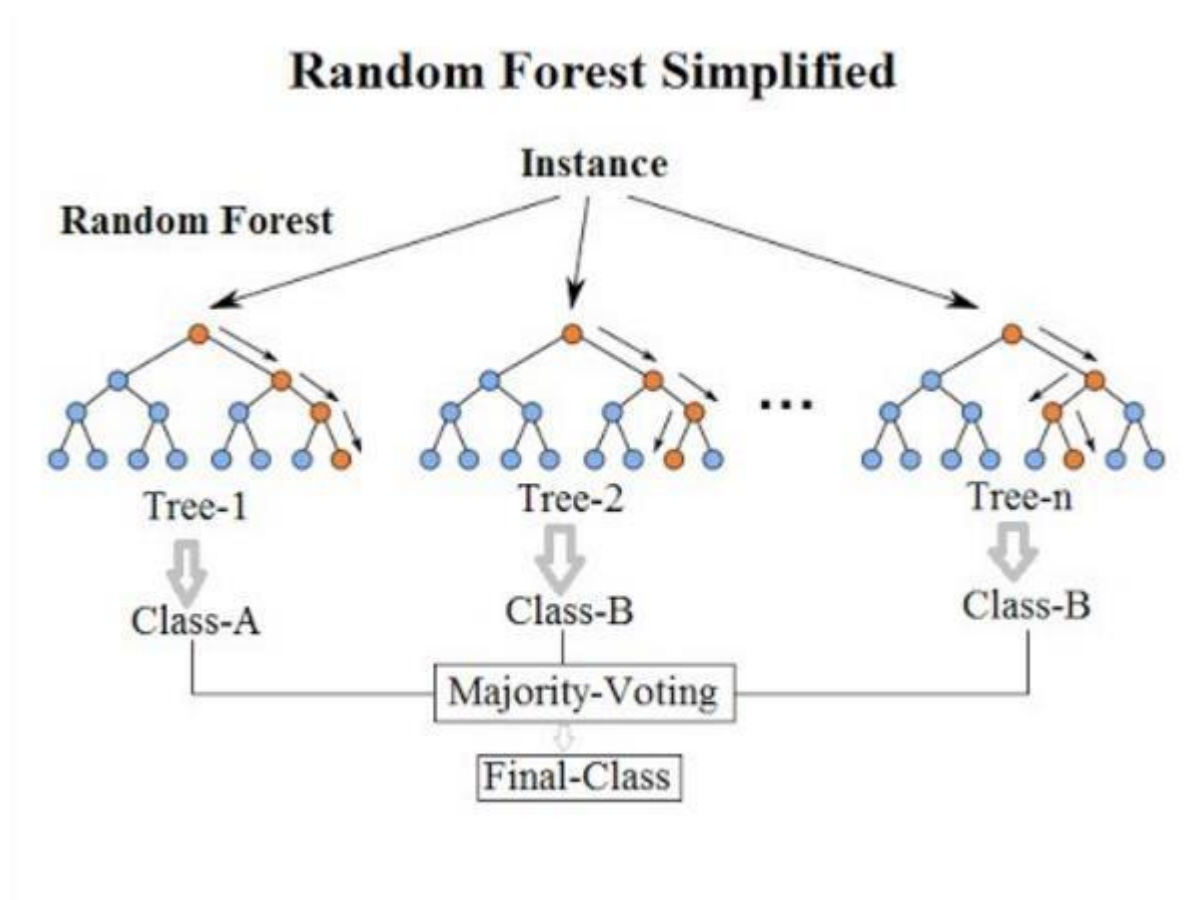 Random Forest Simplified
Instance
Random Forest
...
Tree-1
Tree-2
Tree-n
Class-A
Class-B
Class-B
Majority-Voting
Final-Class